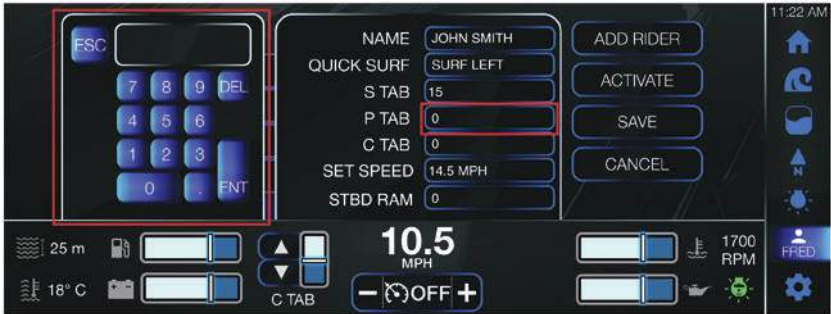 11:22 AM
ESC
7 8 9 DEL
4 5 6
1 2 3
0 . ENT
NAME JOHN SMITH
QUICK SURF SURF LEFT
S TAB 15
P TAB 0
C TAB 0
SET SPEED 14.5 MPH
STBD RAM 0
ADD RIDER
ACTIVATE
SAVE
CANCEL
N
FRED
25 m
18° C
C TAB
10.5
MPH
− OFF +
1700
RPM